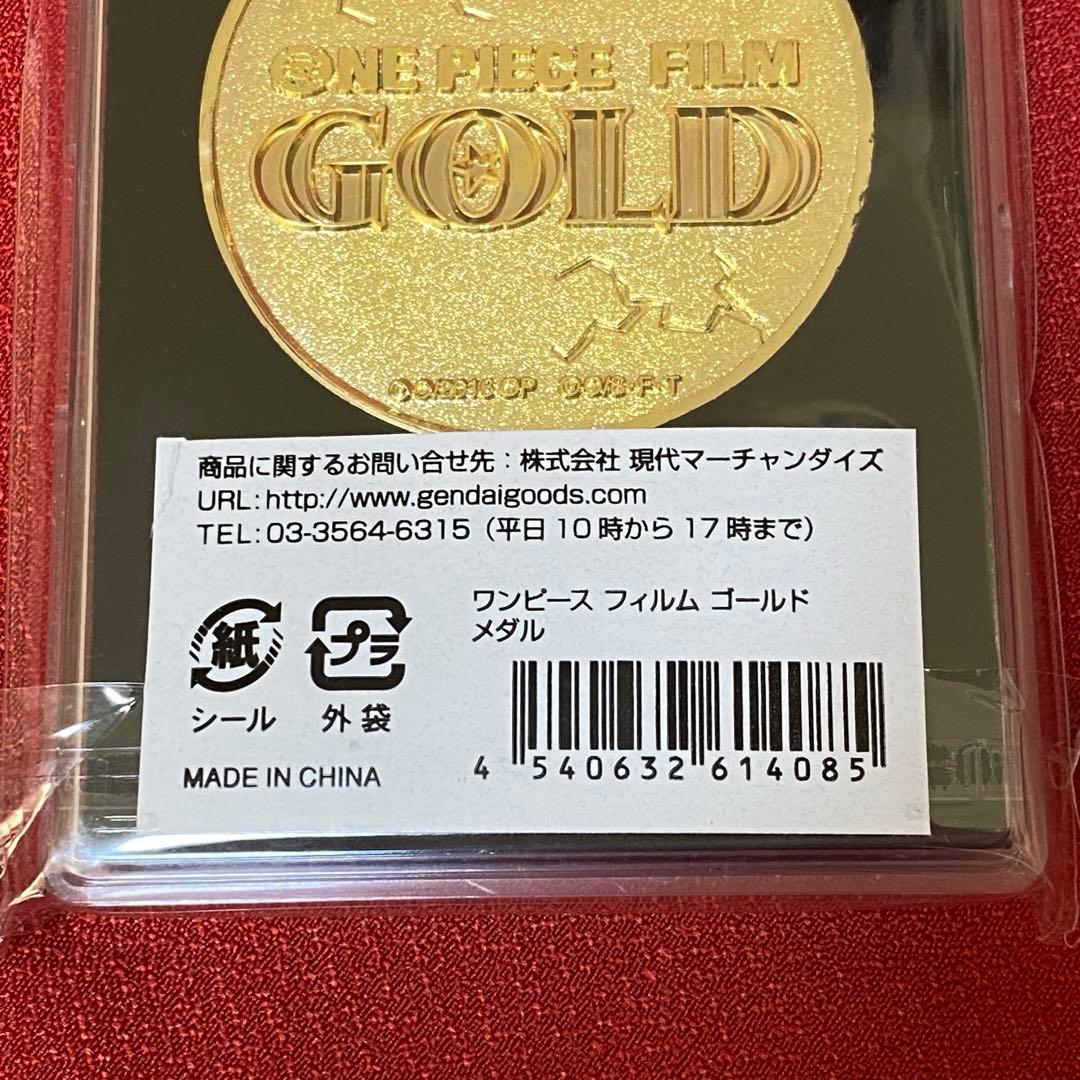 ONE PIECE FILM
GOLD
商品に関するお問い合せ先：株式会社 現代マーチャンダイズ
URL：http://www.gendaigoods.com
TEL：03-3564-6315（平日 10 時から 17 時まで）
紙
シール
プラ
外 袋
ワンピース フィルム ゴールド
メダル
4 540632 614085
MADE IN CHINA